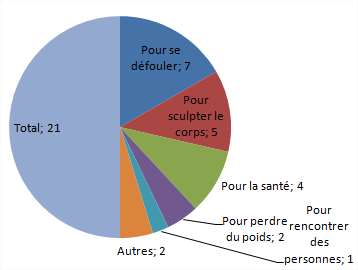 Pour se
défouler; 7
Pour
sculpter le
corps; 5
Pour la santé; 4
Pour perdre
du poids; 2
Pour
rencontrer
des
personnes; 1
Autres; 2
Total; 21